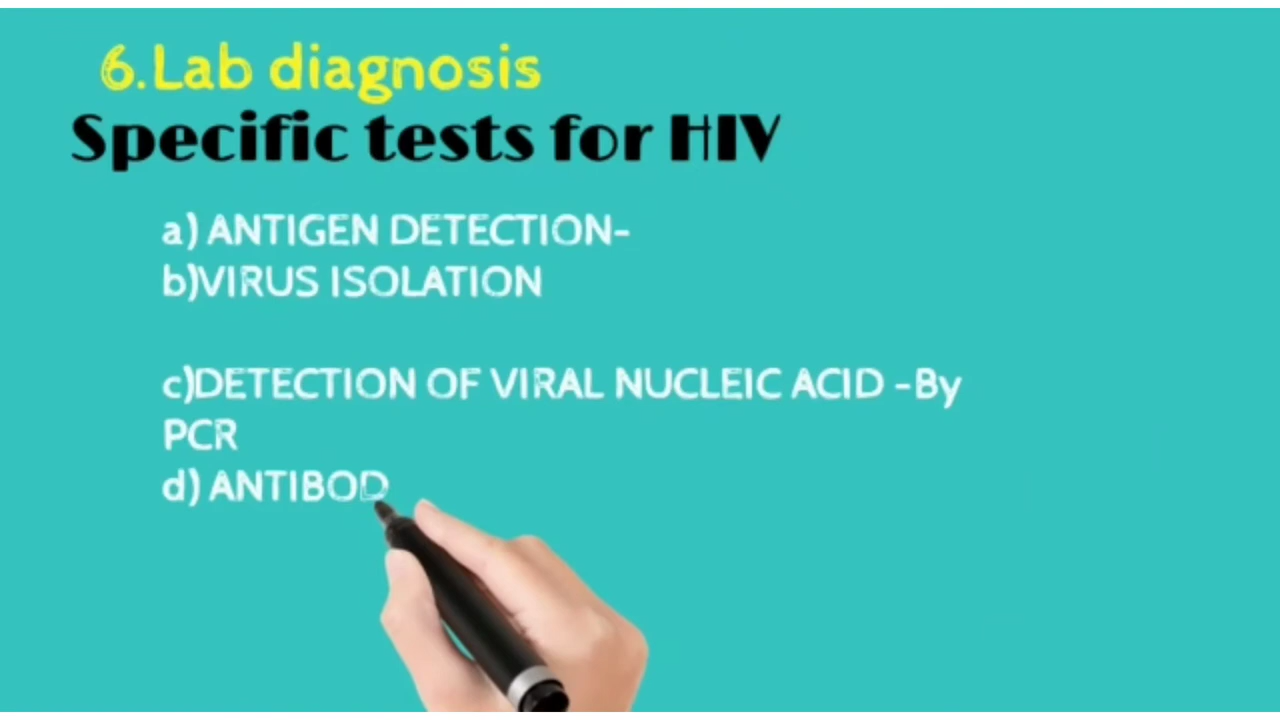 6.Lab diagnosis
Specific tests for HIV
a) ANTIGEN DETECTION-
b)VIRUS ISOLATION
c)DETECTION OF VIRAL NUCLEIC ACID -By
PCR
d) ANTIBOD